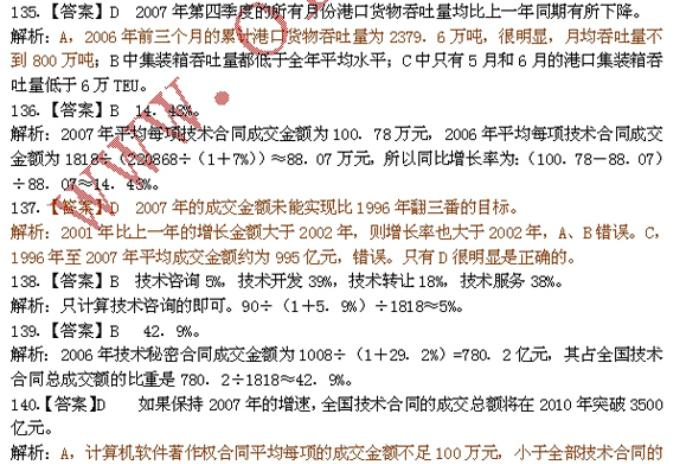 135.【答案】D 2007年第四季度的所有月份港口货物吞吐量均比上一年同期有所下降。
解析：A，2006年前三个月的累计港口货物吞吐量为2379．6万吨，很明显，月均吞吐量不
到800万吨；B中集装箱吞吐量都低于全年平均水平；C中只有5月和6月的港口集装箱吞
吐量低于6万TEU。
136.【答案】B 14．43%。
解析：2007年平均每项技术合同成交金额为100．78万元，2006年平均每项技术合同成交
金额为1818÷（220868÷（1+7%））≈88．07万元，所以同比增长率为：（100．78－88．07）
÷88．07≈14．43%。
137.【答案】D 2007年的成交金额未能实现比1996年翻三番的目标。
解析：2001年比上一年的增长金额大于2002年，则增长率也大于2002年，A、B错误。C，
1996年至2007年平均成交金额约为995亿元，错误。只有D很明显是正确的。
138.【答案】B 技术咨询5%，技术开发39%，技术转让18%，技术服务38%。
解析：只计算技术咨询的即可。90÷（1+5．9%）÷1818≈5%。
139.【答案】B 42．9%。
解析：2006年技术秘密合同成交金额为1008÷（1+29．2%）=780．2亿元，其占全国技术
合同总成交额的比重是780．2÷1818≈42．9%。
140.【答案】D 如果保持2007年的增速，全国技术合同的成交总额将在2010年突破3500
亿元。
解析：A，计算机软件著作权合同平均每项的成交金额不足100万元，小于全部技术合同的